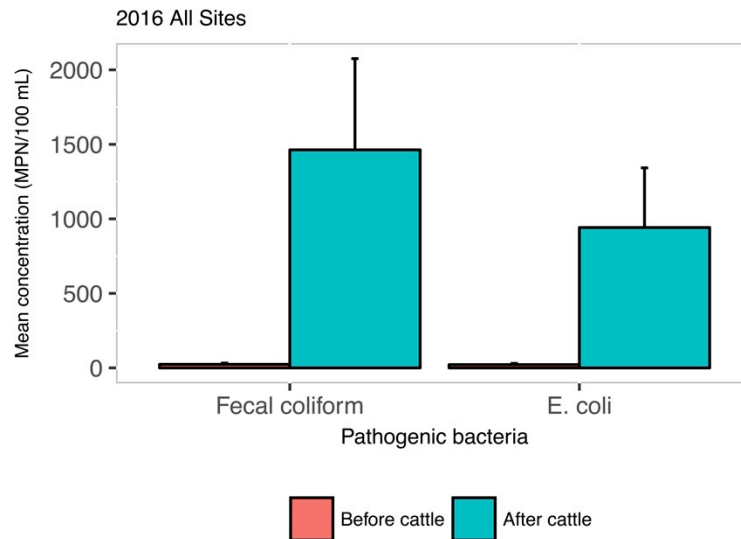 2016 All Sites
Mean concentration (MPN/100 mL)
2000
1500
1000
500
0
Fecal coliform E. coli
Pathogenic bacteria
Before cattle After cattle